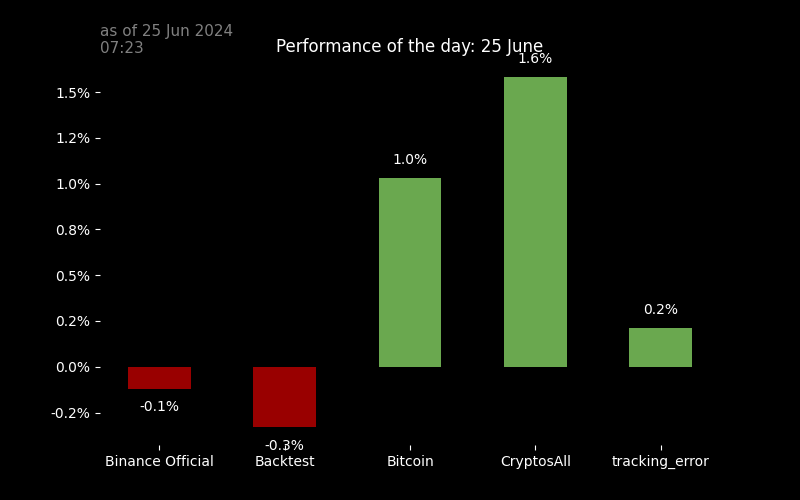 as of 25 Jun 2024
07:23
Performance of the day: 25 June
1.6%
1.5%
1.2%
1.0%
1.0%
0.8%
0.5%
0.2%
0.2%
0.0%
-0.2%
-0.1%
-0.3%
Binance Official
Backtest
Bitcoin
CryptosAll
tracking_error